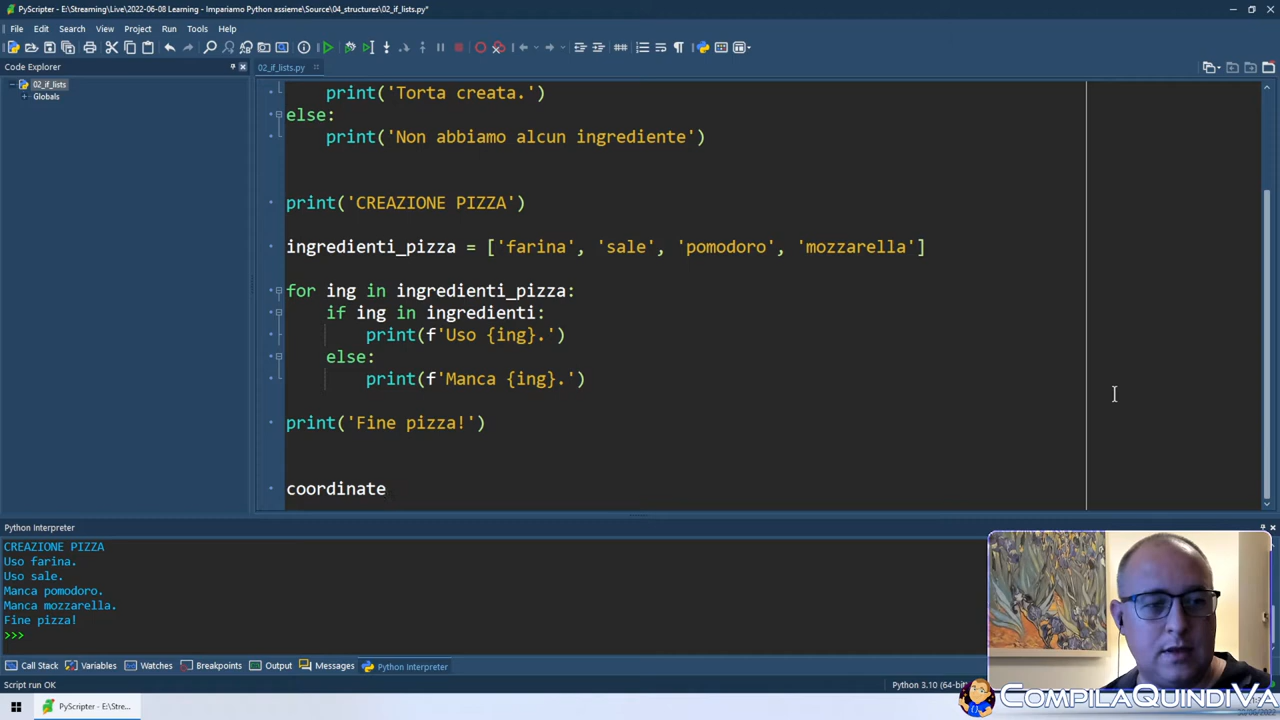 PyScripter - E:\Streaming\Live\2022-06-08 Learning - Impariamo Python assieme\Source\04_structures\02_if_lists.py*
File Edit Search View Project Run Tools Help
Code Explorer
02_if_lists.py
02_if_lists
Globals
print('Torta creata.')
else:
print('Non abbiamo alcun ingrediente')
print('CREAZIONE PIZZA')
ingredienti_pizza = ['farina', 'sale', 'pomodoro', 'mozzarella']
for ing in ingredienti_pizza:
if ing in ingredienti:
print(f'Uso {ing}.')
else:
print(f'Manca {ing}.')
print('Fine pizza!')
coordinate
Python Interpreter
CREAZIONE PIZZA
Uso farina.
Uso sale.
Manca pomodoro.
Manca mozzarella.
Fine pizza!
>>>
Call Stack Variables Watches Breakpoints Output Messages Python Interpreter
Script run OK
Python 3.10 (64-bit)
PyScripter - E:\Stre...
COMPILAQUINDIVA